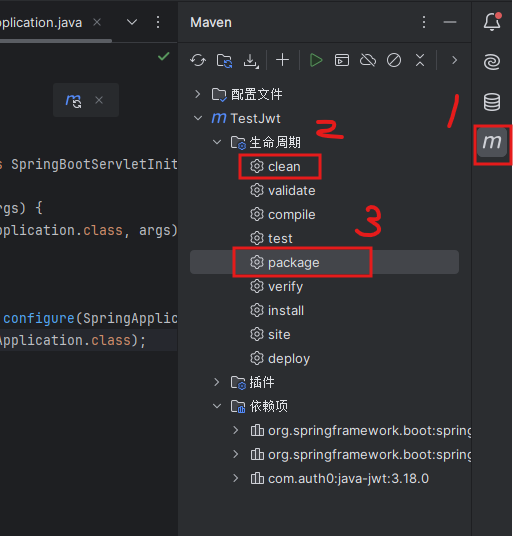 plication.java
Maven
m
配置文件
m TestJwt
生命周期
2
1
m
clean
s SpringBootServletInit
validate
compile
rgs) {
3
plication.class, args)
test
package
verify
configure(SpringApplic
install
Application.class);
site
deploy
插件
依赖项
org.springframework.boot:spring
org.springframework.boot:spring
com.auth0:java-jwt:3.18.0